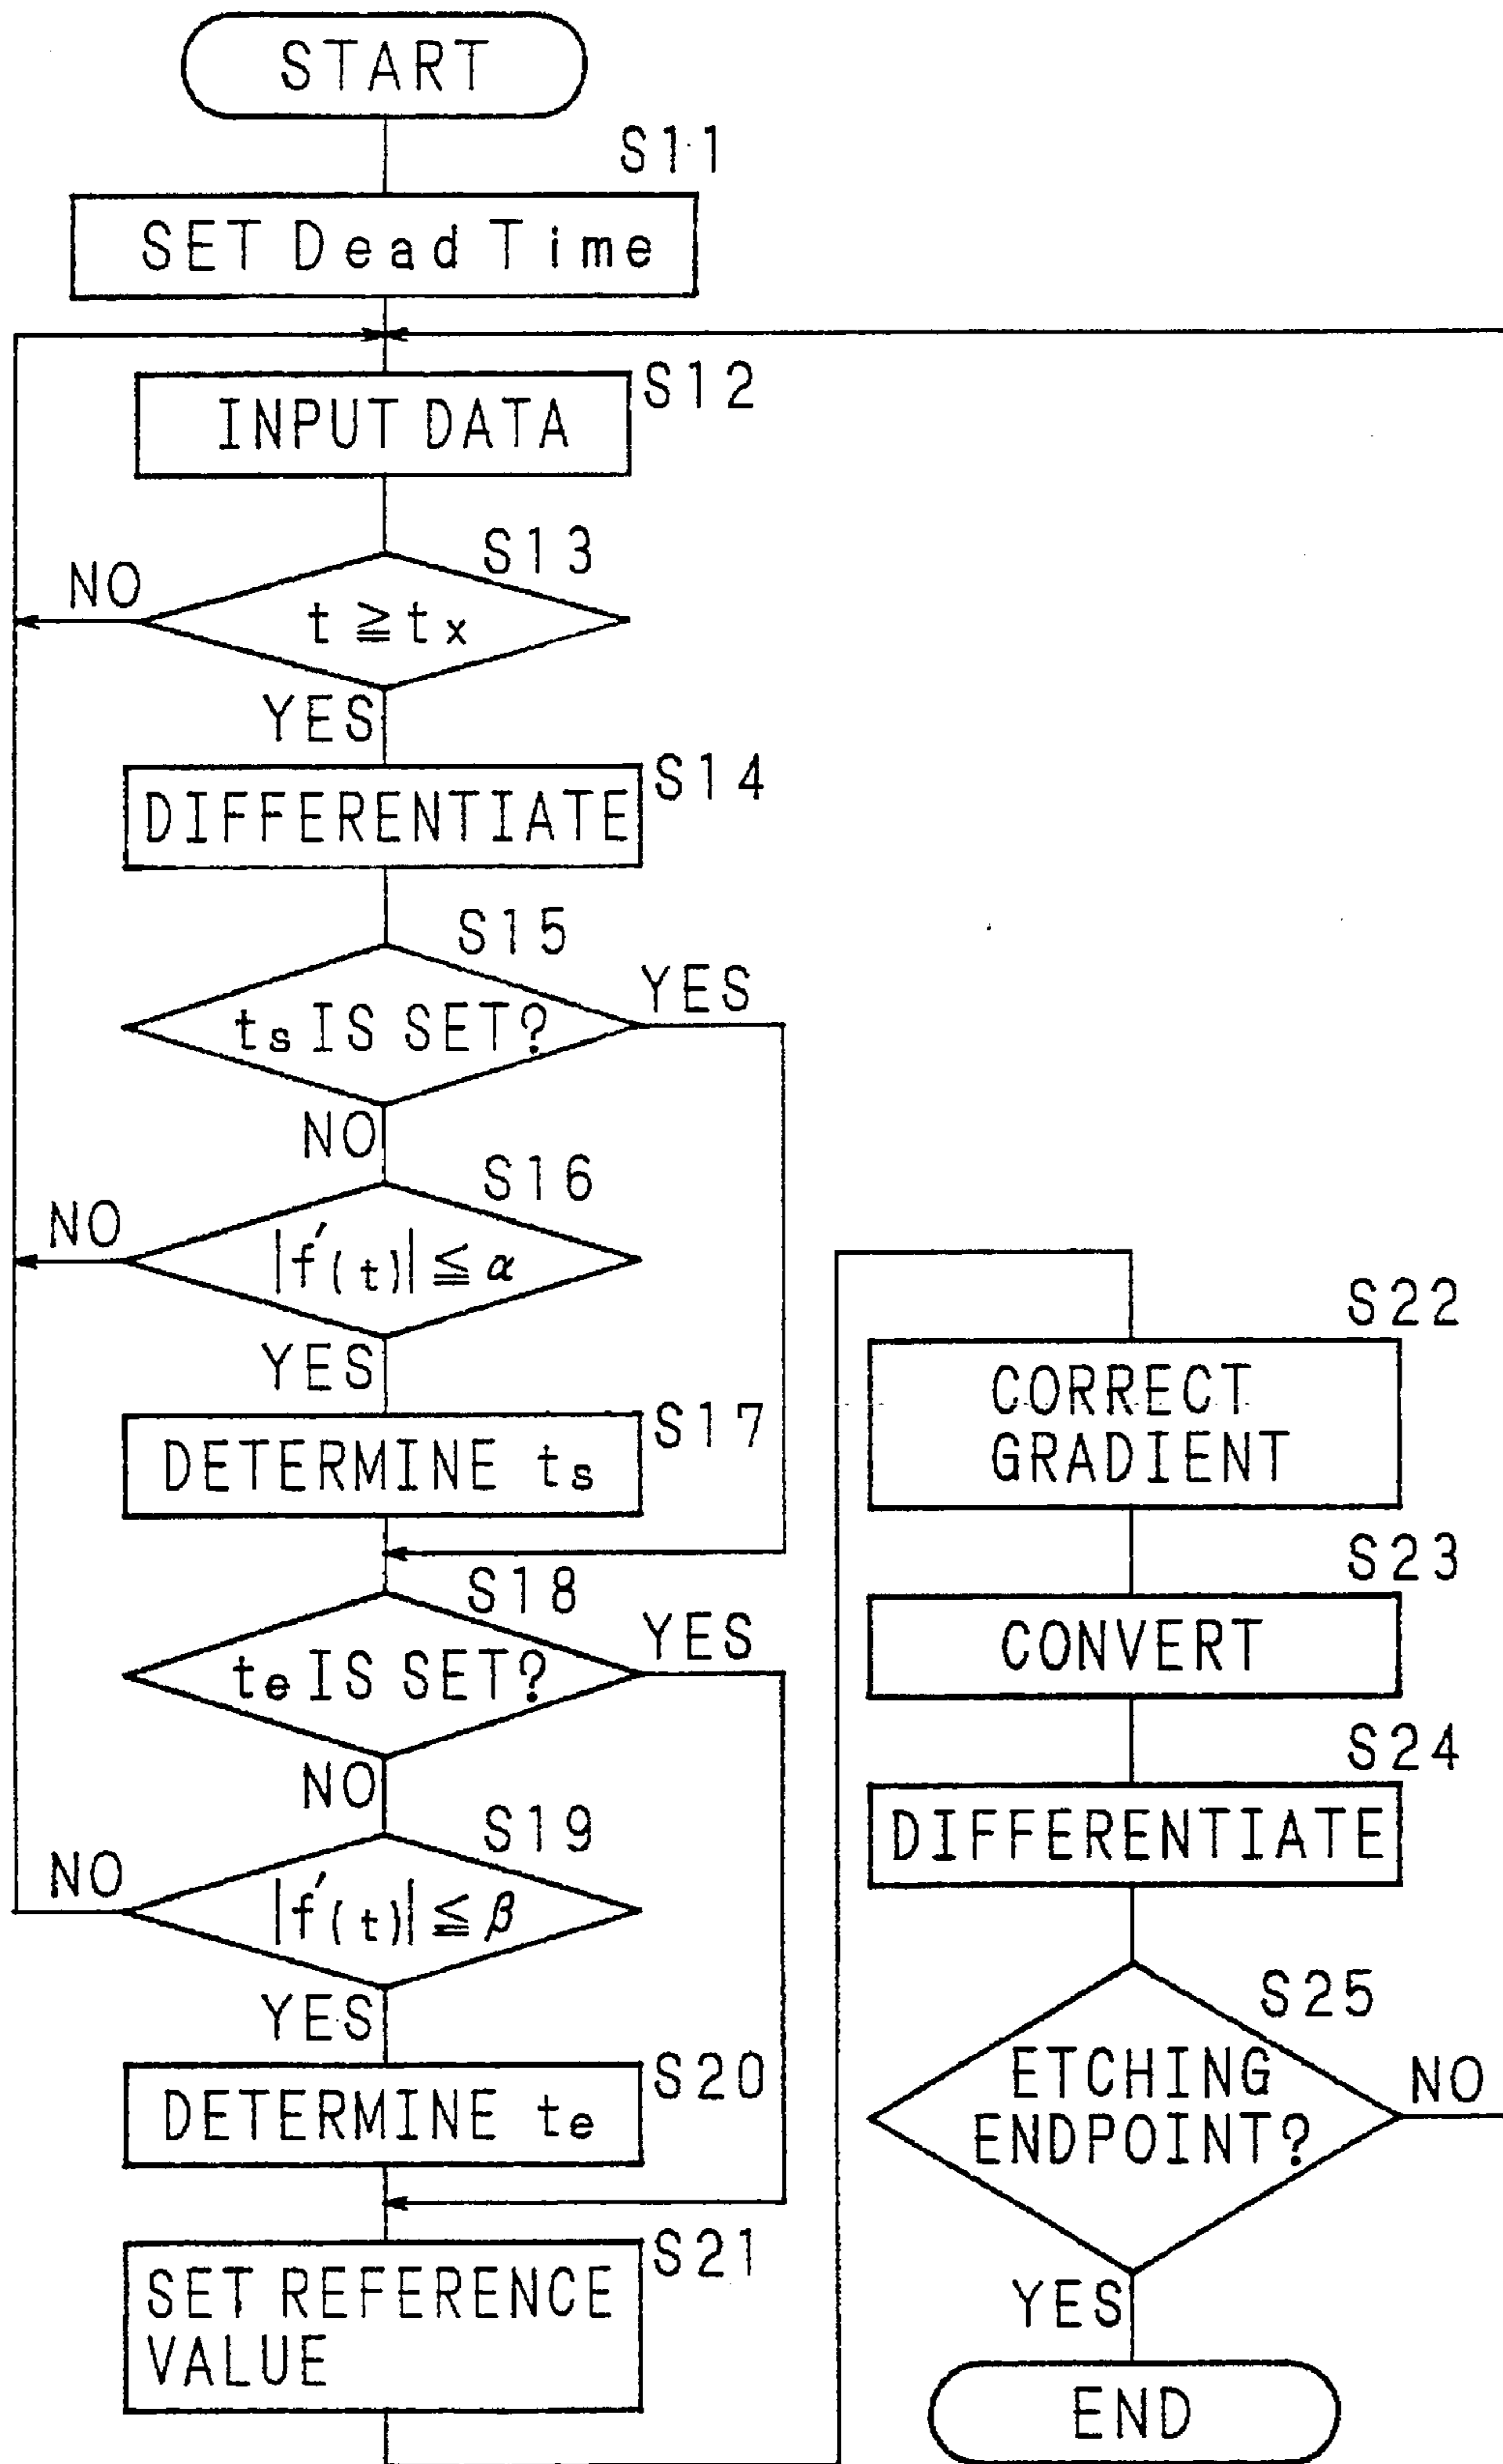 START
S11
SET Dead Time
S12
INPUT DATA
S13
NO
t ≧ tx
YES
S14
DIFFERENTIATE
S15
YES
ts IS SET?
NO
S16
NO
|f′(t)| ≦ α
YES
S17
DETERMINE ts
S18
YES
te IS SET?
NO
S19
NO
|f′(t)| ≦ β
YES
S20
DETERMINE te
S21
SET REFERENCE
VALUE
S22
CORRECT
GRADIENT
S23
CONVERT
S24
DIFFERENTIATE
S25
ETCHING
ENDPOINT?
NO
YES
END